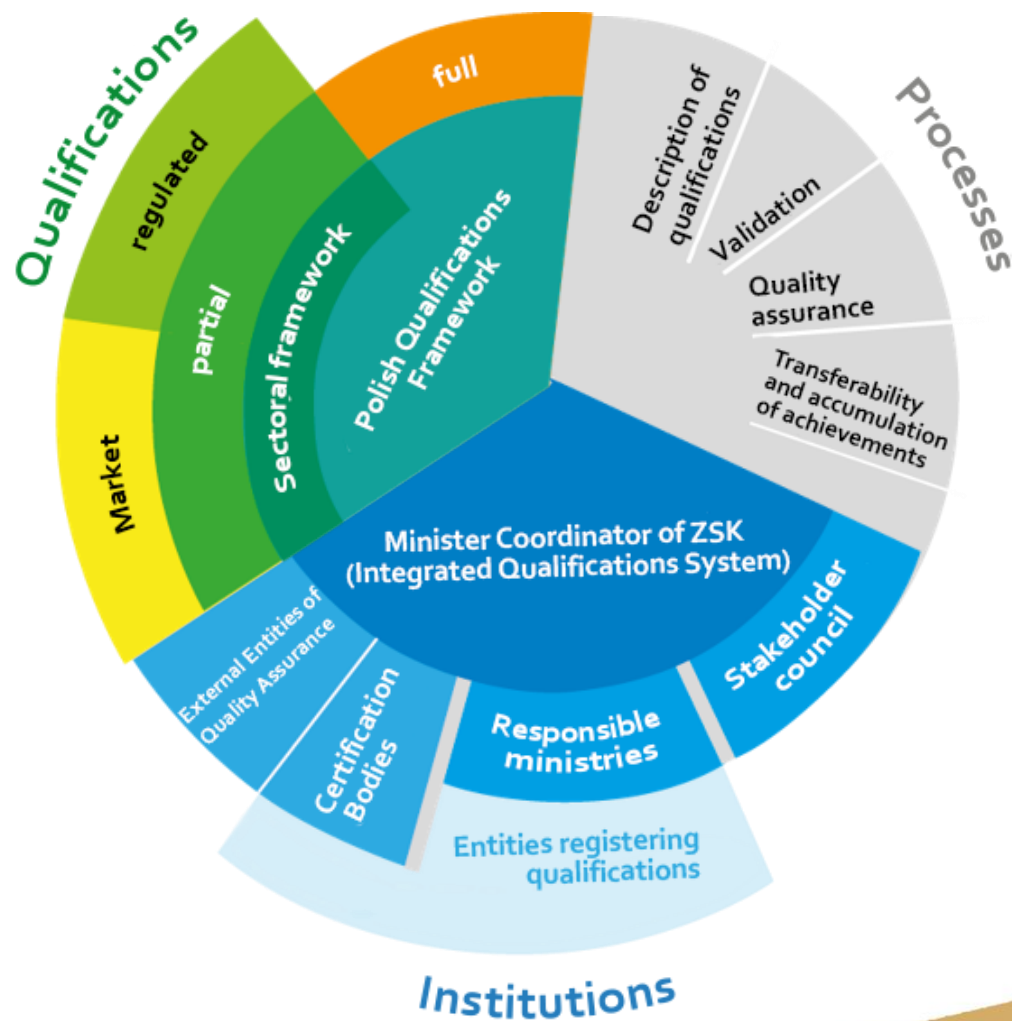 Qualifications
regulated
Market
partial
full
Sectoral framework
Polish Qualifications
Framework
Processes
Description of
qualifications
Validation
Quality
assurance
Transferability
and accumulation
of achievements
Minister Coordinator of ZSK
(Integrated Qualifications System)
External Entities of
Quality Assurance
Certification
Bodies
Responsible
ministries
Stakeholder
council
Entities registering
qualifications
Institutions